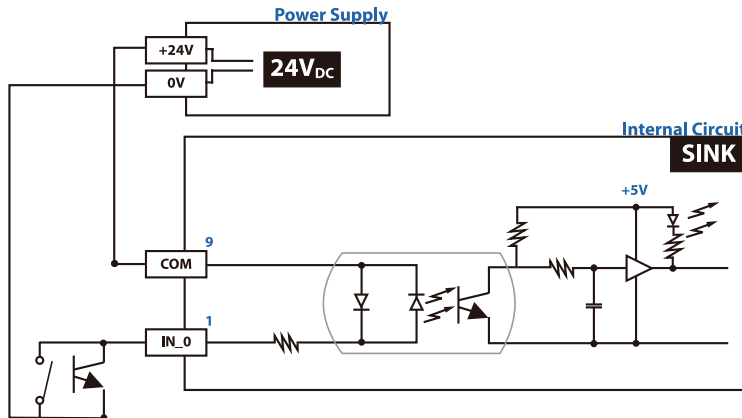 Power Supply
+24V
24VDC
0V
Internal Circuit
SINK
+5V
9
COM
1
IN_0